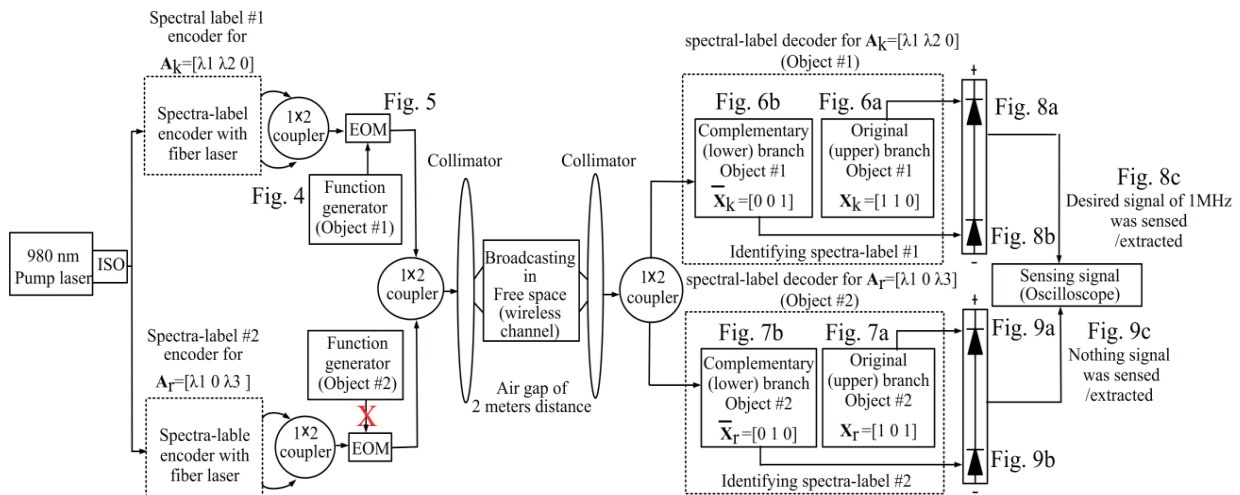 Spectral label #1
encoder for
Ak=[λ1 λ2 0]
Spectra-label
encoder with
fiber laser
1×2
coupler
Fig. 5
EOM
Fig. 4
Function
generator
(Object #1)
980 nm
Pump laser
ISO
Spectra-label #2
encoder for
Ar=[λ1 0 λ3 ]
Spectra-lable
encoder with
fiber laser
1×2
coupler
Function
generator
(Object #2)
X
EOM
1×2
coupler
Collimator
Broadcasting
in
Free space
(wireless
channel)
Air gap of
2 meters distance
Collimator
1×2
coupler
spectral-label decoder for Ak=[λ1 λ2 0]
(Object #1)
Fig. 6b
Complementary
(lower) branch
Object #1
X̄k=[0 0 1]
Fig. 6a
Original
(upper) branch
Object #1
Xk=[1 1 0]
Identifying spectra-label #1
spectral-label decoder for Ar=[λ1 0 λ3]
(Object #2)
Fig. 7b
Complementary
(lower) branch
Object #2
X̄r=[0 1 0]
Fig. 7a
Original
(upper) branch
Object #2
Xr=[1 0 1]
Identifying spectra-label #2
+
Fig. 8a
Fig. 8b
-
Fig. 8c
Desired signal of 1MHz
was sensed
/extracted
Sensing signal
(Oscilloscope)
+
Fig. 9a
Fig. 9c
Nothing signal
was sensed
/extracted
Fig. 9b
-